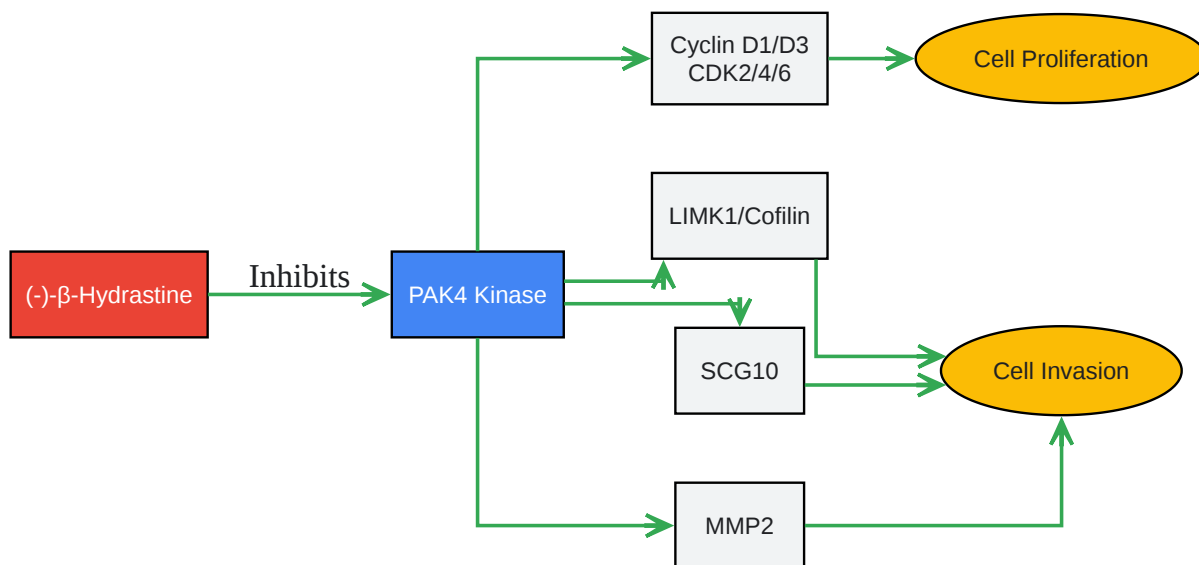 Cyclin D1/D3
CDK2/4/6
Cell Proliferation
LIMK1/Cofilin
(-)-β-Hydrastine
Inhibits
PAK4 Kinase
SCG10
Cell Invasion
MMP2